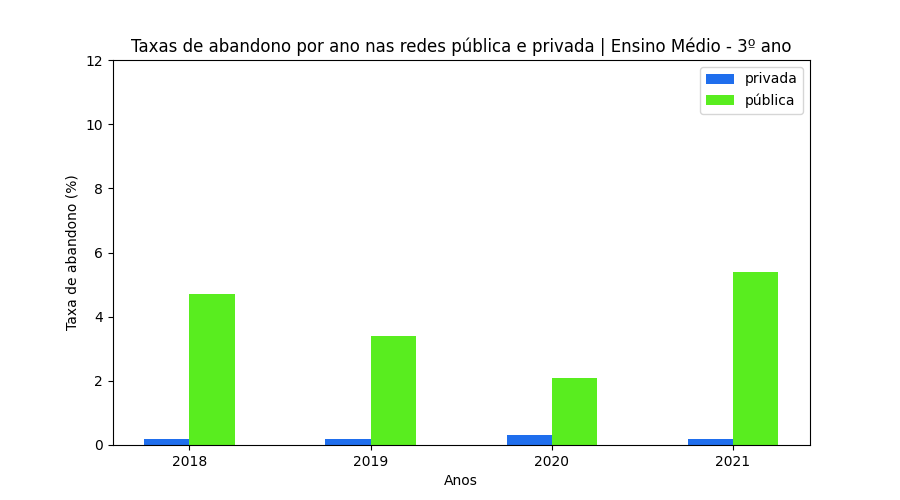 Taxas de abandono por ano nas redes pública e privada | Ensino Médio - 3º ano
privada
pública
Taxa de abandono (%)
12
10
8
6
4
2
0
2018
2019
2020
2021
Anos